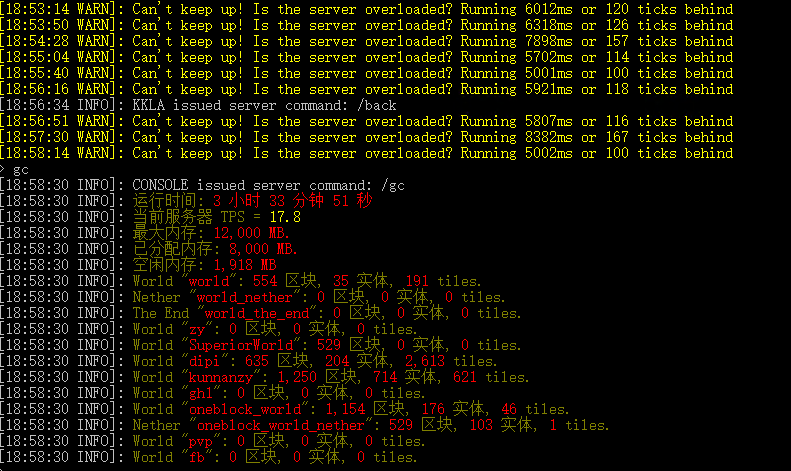 [18:53:14 WARN]: Can't keep up! Is the server overloaded? Running 6012ms or 120 ticks behind
[18:53:50 WARN]: Can't keep up! Is the server overloaded? Running 6318ms or 126 ticks behind
[18:54:28 WARN]: Can't keep up! Is the server overloaded? Running 7898ms or 157 ticks behind
[18:55:04 WARN]: Can't keep up! Is the server overloaded? Running 5702ms or 114 ticks behind
[18:55:40 WARN]: Can't keep up! Is the server overloaded? Running 5001ms or 100 ticks behind
[18:56:16 WARN]: Can't keep up! Is the server overloaded? Running 5921ms or 118 ticks behind
[18:56:34 INFO]: KKLA issued server command: /back
[18:56:51 WARN]: Can't keep up! Is the server overloaded? Running 5807ms or 116 ticks behind
[18:57:30 WARN]: Can't keep up! Is the server overloaded? Running 8382ms or 167 ticks behind
[18:58:14 WARN]: Can't keep up! Is the server overloaded? Running 5002ms or 100 ticks behind
> gc
[18:58:30 INFO]: CONSOLE issued server command: /gc
[18:58:30 INFO]: 运行时间: 3 小时 33 分钟 51 秒
[18:58:30 INFO]: 当前服务器 TPS = 17.8
[18:58:30 INFO]: 最大内存: 12,000 MB.
[18:58:30 INFO]: 已分配内存: 8,000 MB.
[18:58:30 INFO]: 空闲内存: 1,918 MB
[18:58:30 INFO]: World "world": 554 区块, 35 实体, 191 tiles.
[18:58:30 INFO]: Nether "world_nether": 0 区块, 0 实体, 0 tiles.
[18:58:30 INFO]: The End "world_the_end": 0 区块, 0 实体, 0 tiles.
[18:58:30 INFO]: World "zy": 0 区块, 0 实体, 0 tiles.
[18:58:30 INFO]: World "SuperiorWorld": 529 区块, 0 实体, 0 tiles.
[18:58:30 INFO]: World "dipi": 635 区块, 204 实体, 2,613 tiles.
[18:58:30 INFO]: World "kunnanzy": 1,250 区块, 714 实体, 621 tiles.
[18:58:30 INFO]: World "gh1": 0 区块, 0 实体, 0 tiles.
[18:58:30 INFO]: World "oneblock_world": 1,154 区块, 176 实体, 46 tiles.
[18:58:30 INFO]: Nether "oneblock_world_nether": 529 区块, 103 实体, 1 tiles.
[18:58:30 INFO]: World "pvp": 0 区块, 0 实体, 0 tiles.
[18:58:30 INFO]: World "fb": 0 区块, 0 实体, 0 tiles.